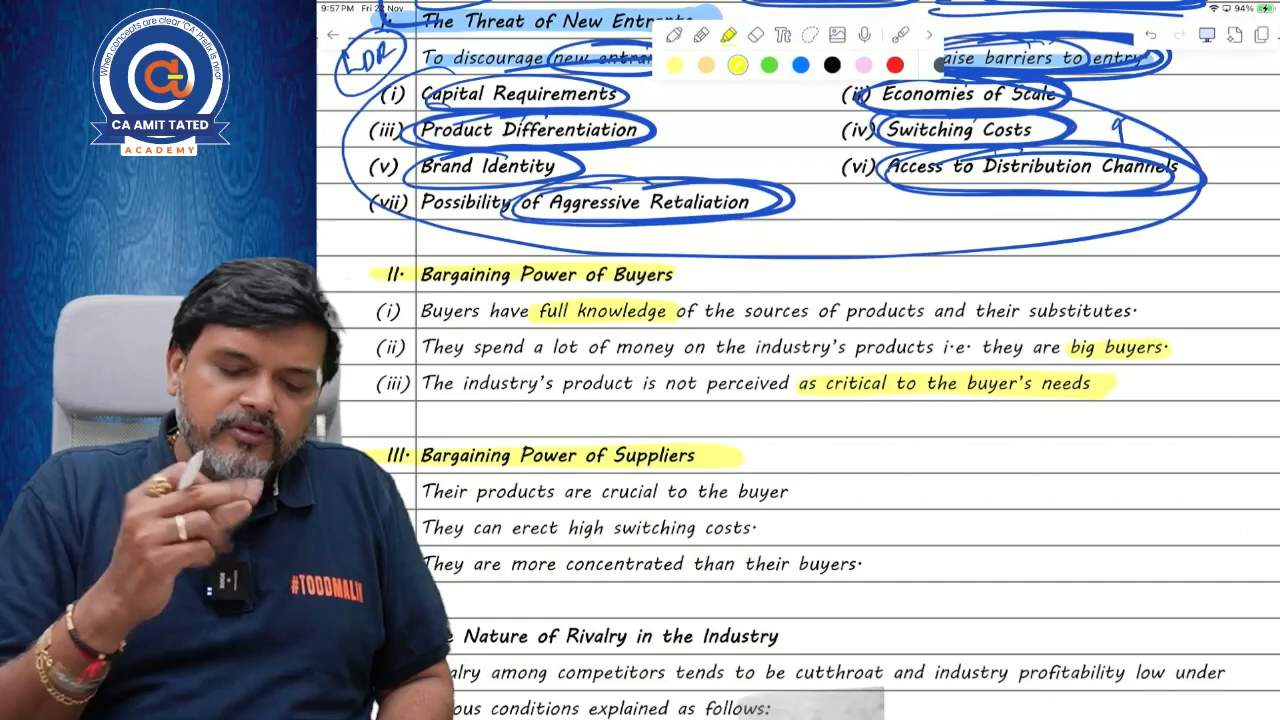 9:57PM Fri 22 Nov
94%
The Threat of New Entrants
LDR
To discourage new entran
aise barriers to entry.
(i) Capital Requirements
(ii) Economies of Scale
(iii) Product Differentiation
(iv) Switching Costs
(v) Brand Identity
(vi) Access to Distribution Channels
(vii) Possibility of Aggressive Retaliation
II. Bargaining Power of Buyers
(i) Buyers have full knowledge of the sources of products and their substitutes.
(ii) They spend a lot of money on the industry's products i.e. they are big buyers.
(iii) The industry's product is not perceived as critical to the buyer's needs
III. Bargaining Power of Suppliers
Their products are crucial to the buyer
They can erect high switching costs.
They are more concentrated than their buyers.
e Nature of Rivalry in the Industry
alry among competitors tends to be cutthroat and industry profitability low under
ous conditions explained as follows:
When concepts are clear 'CA' Prefix is near
CA AMIT TATED
ACADEMY
Tt
#TODDMALI